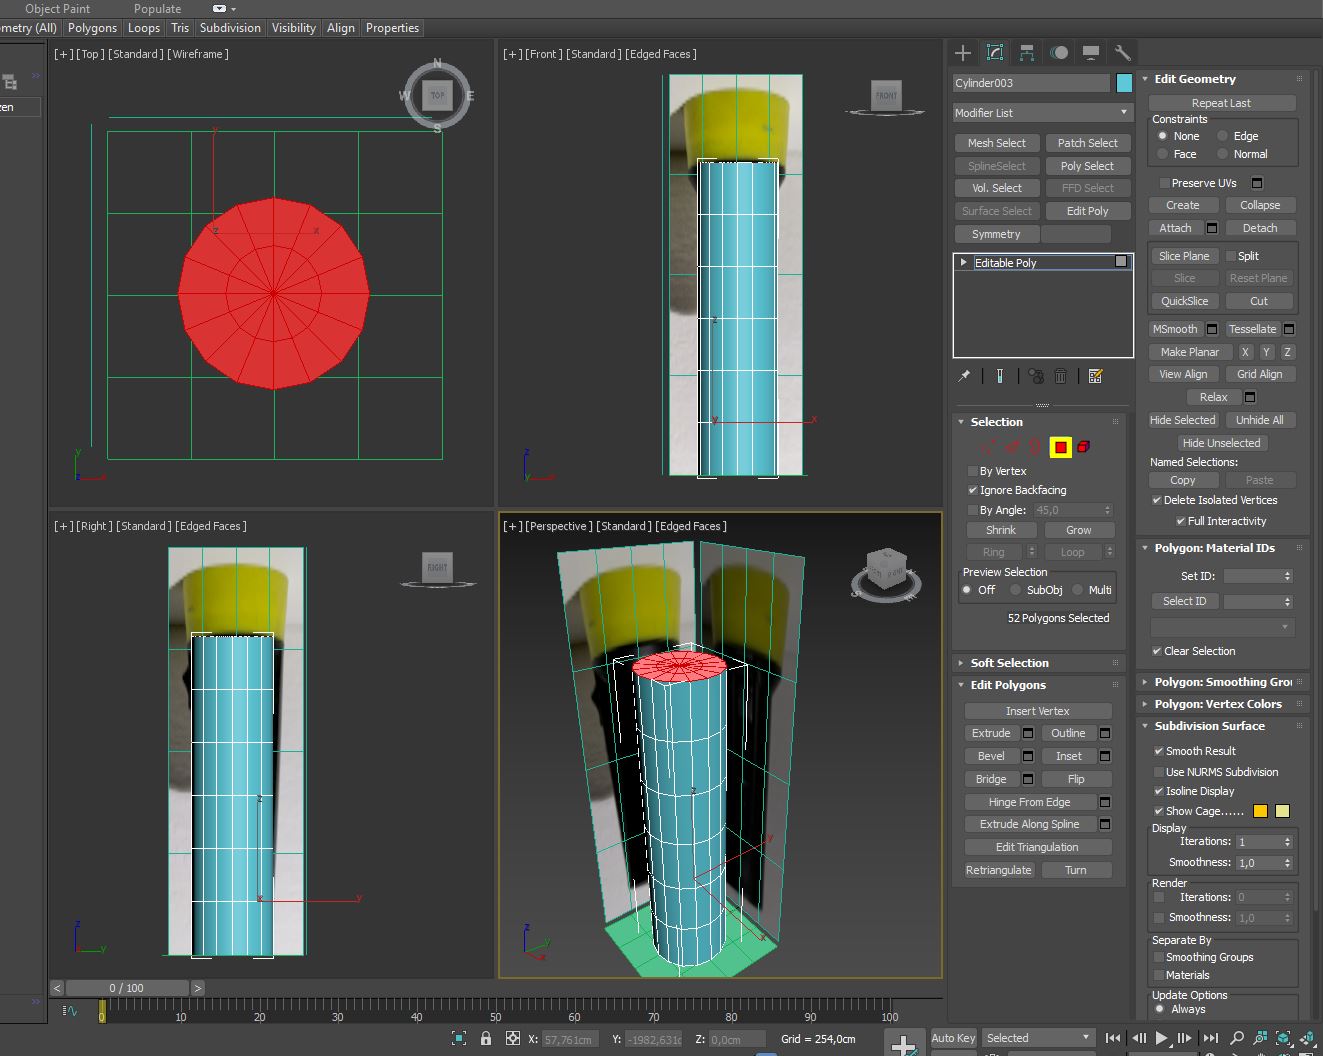 Object Paint Populate
ometry (All) Polygons Loops Tris Subdivision Visibility Align Properties
zen
[+] [Top] [Standard] [Wireframe]
N
W TOP E
S
y
z x
y
z x
[+] [Front] [Standard] [Edged Faces]
FRONT
z
y x
z
y x
[+] [Right] [Standard] [Edged Faces]
RIGHT
z
x y
z
x y
[+] [Perspective] [Standard] [Edged Faces]
z
y
x
z
y
x
< 0 / 100 >
0 10 20 30 40 50 60 70 80 90 100
X: 57,761cm Y: -1982,631c Z: 0,0cm Grid = 254,0cm
Auto Key Selected
Cylinder003
Modifier List
Mesh Select Patch Select
SplineSelect Poly Select
Vol. Select FFD Select
Surface Select Edit Poly
Symmetry
Editable Poly
Selection
By Vertex
Ignore Backfacing
By Angle: 45,0
Shrink Grow
Ring Loop
Preview Selection
Off SubObj Multi
52 Polygons Selected
Soft Selection
Edit Polygons
Insert Vertex
Extrude Outline
Bevel Inset
Bridge Flip
Hinge From Edge
Extrude Along Spline
Edit Triangulation
Retriangulate Turn
Edit Geometry
Repeat Last
Constraints
None Edge
Face Normal
Preserve UVs
Create Collapse
Attach Detach
Slice Plane Split
Slice Reset Plane
QuickSlice Cut
MSmooth Tessellate
Make Planar X Y Z
View Align Grid Align
Relax
Hide Selected Unhide All
Hide Unselected
Named Selections:
Copy Paste
Delete Isolated Vertices
Full Interactivity
Polygon: Material IDs
Set ID:
Select ID
Clear Selection
Polygon: Smoothing Grou
Polygon: Vertex Colors
Subdivision Surface
Smooth Result
Use NURMS Subdivision
Isoline Display
Show Cage......
Display
Iterations: 1
Smoothness: 1,0
Render
Iterations: 0
Smoothness: 1,0
Separate By
Smoothing Groups
Materials
Update Options
Always